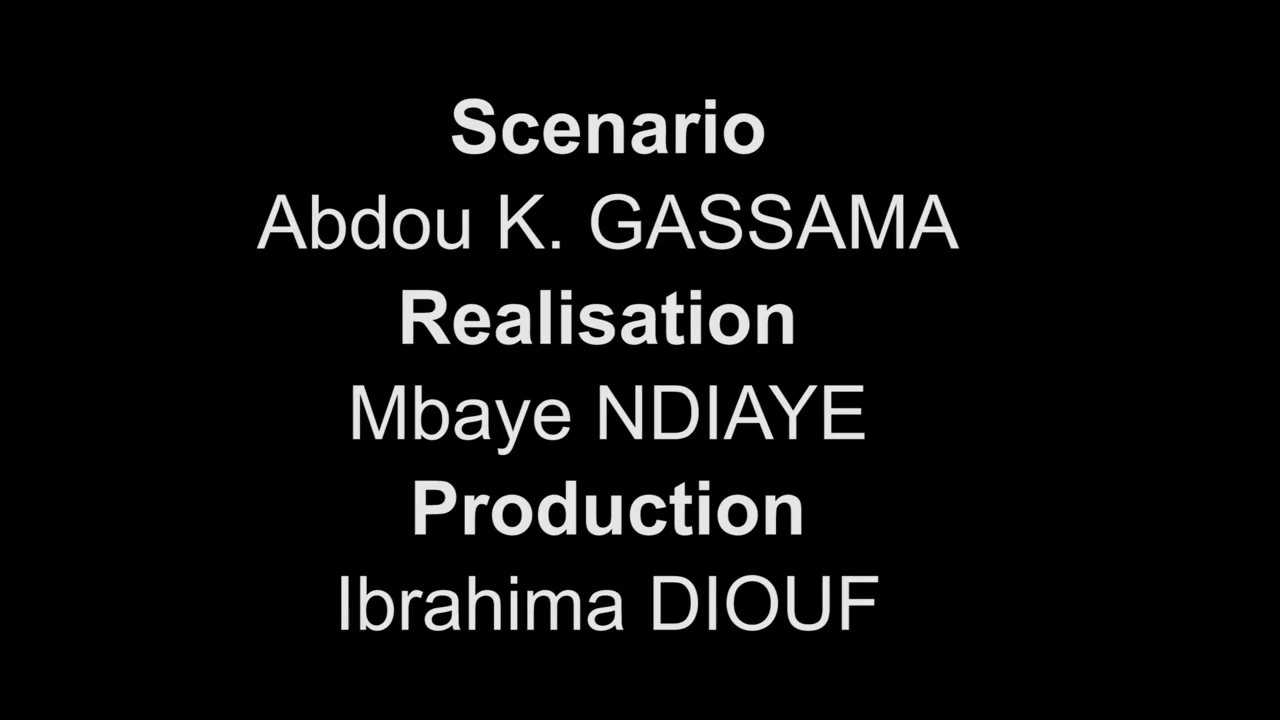 Scenario
Abdou K. GASSAMA
Realisation
Mbaye NDIAYE
Production
Ibrahima DIOUF